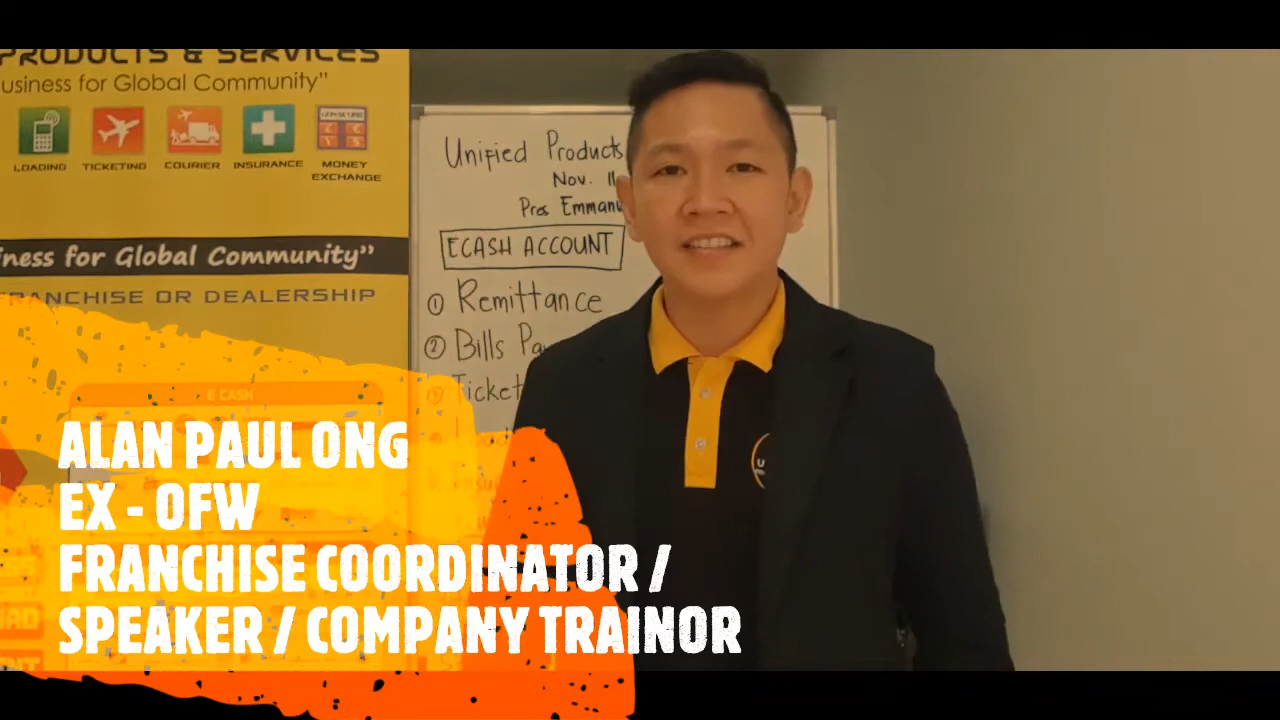 PRODUCTS & SERVICES
usiness for Global Community"
LOADING
TICKETING
COURIER
INSURANCE
MONEY
EXCHANGE
iness for Global Community"
FRANCHISE OR DEALERSHIP
E CASH
Unified Products
Nov. 11
Pres Emmanu
ECASH ACCOUNT
① Remittance
② Bills Pa
③ Ticket
ALAN PAUL ONG
EX - OFW
FRANCHISE COORDINATOR /
SPEAKER / COMPANY TRAINOR